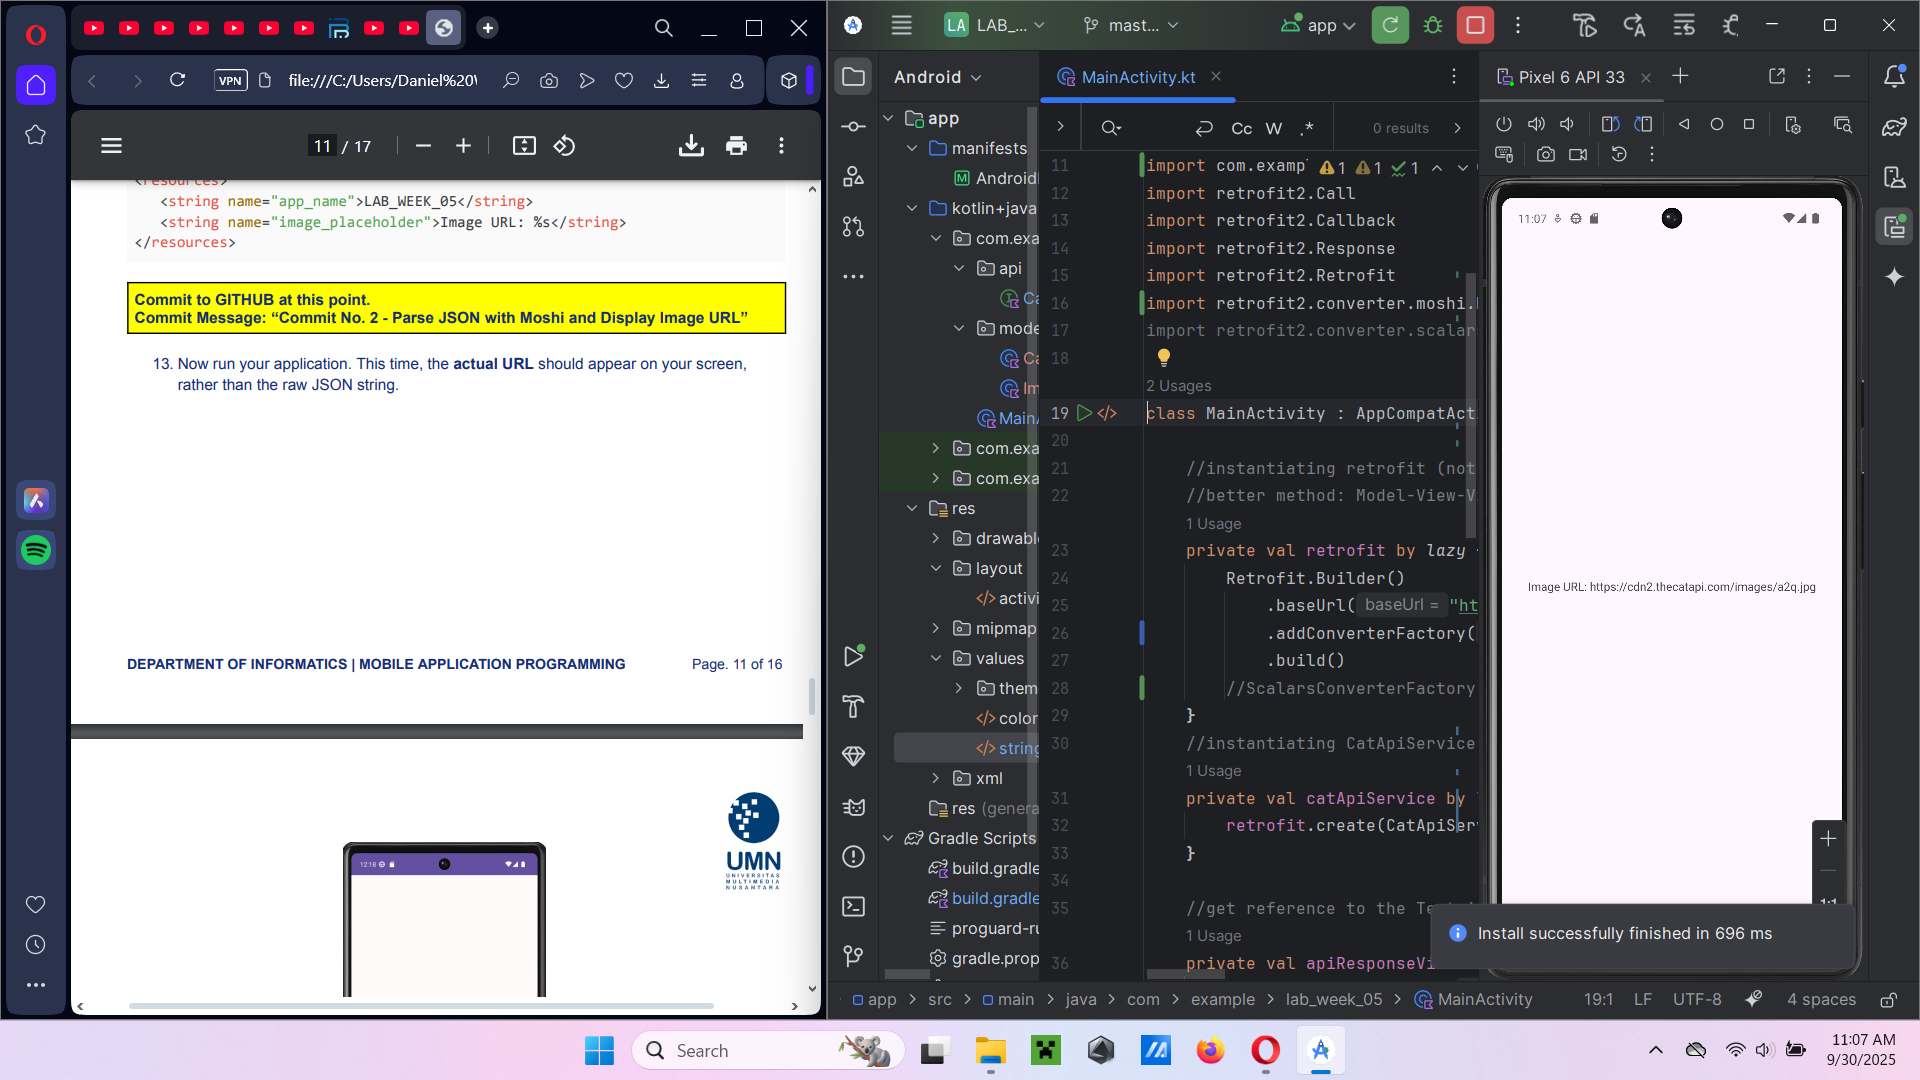 VPN
file:///C:/Users/Daniel%20
11 / 17
<resources>
<string name="app_name">LAB_WEEK_05</string>
<string name="image_placeholder">Image URL: %s</string>
</resources>
Commit to GITHUB at this point.
Commit Message: “Commit No. 2 - Parse JSON with Moshi and Display Image URL”
13. Now run your application. This time, the actual URL should appear on your screen,
rather than the raw JSON string.
DEPARTMENT OF INFORMATICS | MOBILE APPLICATION PROGRAMMING
Page. 11 of 16
12:18
UMN
UNIVERSITAS
MULTIMEDIA
NUSANTARA
LA LAB_...
mast...
app
Android
app
manifests
Android
kotlin+java
com.exa
api
Ca
mode
Ca
Im
Main
com.exa
com.exa
res
drawabl
layout
activi
mipmap
values
them
color
string
xml
res (genera
Gradle Scripts
build.gradle
build.gradle
proguard-ru
gradle.prop
MainActivity.kt
Cc W .*
0 results
1 1 1
11 import com.examp
12 import retrofit2.Call
13 import retrofit2.Callback
14 import retrofit2.Response
15 import retrofit2.Retrofit
16 import retrofit2.converter.moshi.
17 import retrofit2.converter.scalar
18
2 Usages
19 class MainActivity : AppCompatAct
20
21 //instantiating retrofit (not
22 //better method: Model-View-V
1 Usage
23 private val retrofit by lazy
24 Retrofit.Builder()
25 .baseUrl( baseUrl = "ht
26 .addConverterFactory(
27 .build()
28 //ScalarsConverterFactory
29 }
30 //instantiating CatApiService
1 Usage
31 private val catApiService by
32 retrofit.create(CatApiSer
33 }
34
35 //get reference to the Te
1 Usage
36 private val apiResponseVi
Pixel 6 API 33
11:07
Image URL: https://cdn2.thecatapi.com/images/a2q.jpg
1:1
Install successfully finished in 696 ms
app > src > main > java > com > example > lab_week_05 > MainActivity
19:1 LF UTF-8 4 spaces
Search
11:07 AM
9/30/2025